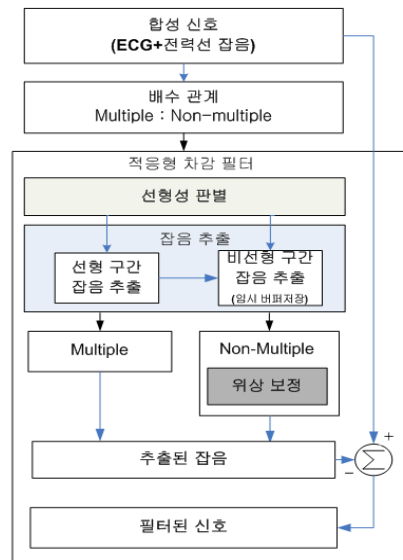 합성 신호
(ECG+전력선 잡음)
배수 관계
Multiple : Non-multiple
적응형 차감 필터
선형성 판별
잡음 추출
선형 구간
잡음 추출
비선형 구간
잡음 추출
(임시 버퍼저장)
Multiple
Non-Multiple
위상 보정
+
추출된 잡음
−
Σ
필터된 신호